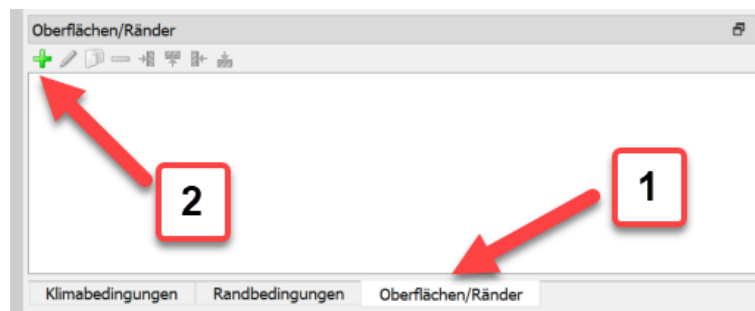 Oberflächen/Ränder
2
1
Klimabedingungen Randbedingungen Oberflächen/Ränder